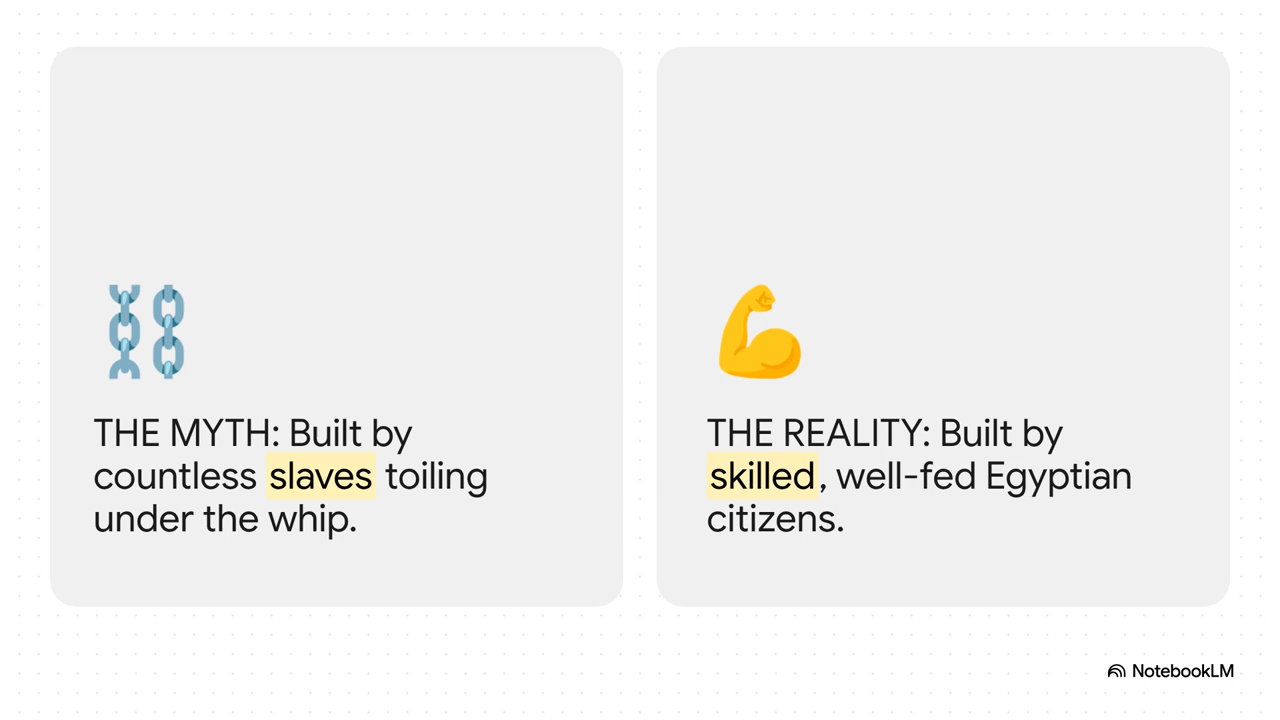 THE MYTH: Built by
countless slaves toiling
under the whip.
THE REALITY: Built by
skilled, well-fed Egyptian
citizens.
NotebookLM